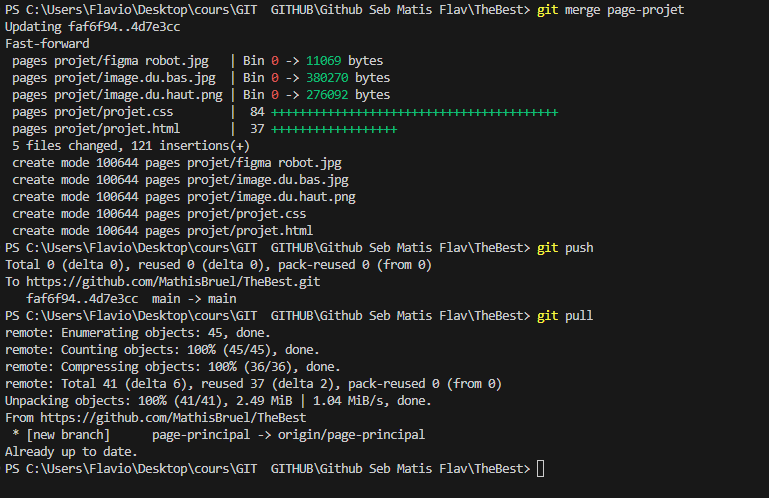 PS C:\Users\Flavio\Desktop\cours\GIT  GITHUB\Github Seb Matis Flav\TheBest> git merge page-projet
Updating faf6f94..4d7e3cc
Fast-forward
 pages projet/figma robot.jpg   | Bin 0 -> 11069 bytes
 pages projet/image.du.bas.jpg  | Bin 0 -> 380270 bytes
 pages projet/image.du.haut.png | Bin 0 -> 276092 bytes
 pages projet/projet.css        |  84 +++++++++++++++++++++++++++++++++++++++++
 pages projet/projet.html       |  37 ++++++++++++++++++
 5 files changed, 121 insertions(+)
 create mode 100644 pages projet/figma robot.jpg
 create mode 100644 pages projet/image.du.bas.jpg
 create mode 100644 pages projet/image.du.haut.png
 create mode 100644 pages projet/projet.css
 create mode 100644 pages projet/projet.html
PS C:\Users\Flavio\Desktop\cours\GIT  GITHUB\Github Seb Matis Flav\TheBest> git push
Total 0 (delta 0), reused 0 (delta 0), pack-reused 0 (from 0)
To https://github.com/MathisBruel/TheBest.git
   faf6f94..4d7e3cc  main -> main
PS C:\Users\Flavio\Desktop\cours\GIT  GITHUB\Github Seb Matis Flav\TheBest> git pull
remote: Enumerating objects: 45, done.
remote: Counting objects: 100% (45/45), done.
remote: Compressing objects: 100% (36/36), done.
remote: Total 41 (delta 6), reused 37 (delta 2), pack-reused 0 (from 0)
Unpacking objects: 100% (41/41), 2.49 MiB | 1.04 MiB/s, done.
From https://github.com/MathisBruel/TheBest
 * [new branch]      page-principal -> origin/page-principal
Already up to date.
PS C:\Users\Flavio\Desktop\cours\GIT  GITHUB\Github Seb Matis Flav\TheBest>